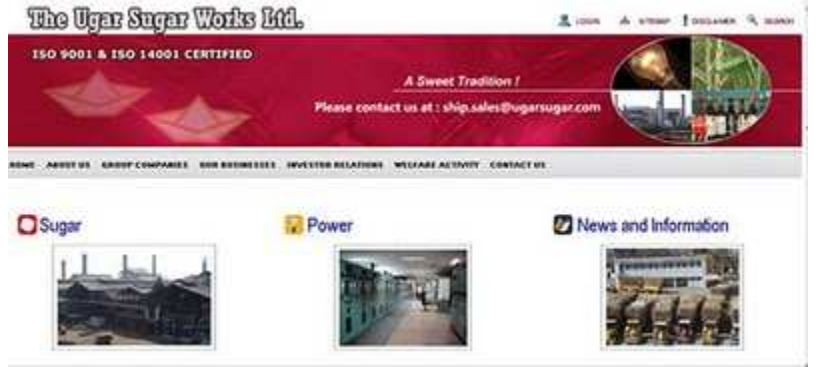 The Ugar Sugar Works Ltd.
LOGIN SITEMAP DISCLAIMER SEARCH
ISO 9001 & ISO 14001 CERTIFIED
A Sweet Tradition !
Please contact us at : ship.sales@ugarsugar.com
HOME ABOUT US GROUP COMPANIES OUR BUSINESSES INVESTOR RELATIONS WELFARE ACTIVITY CONTACT US
Sugar Power News and Information